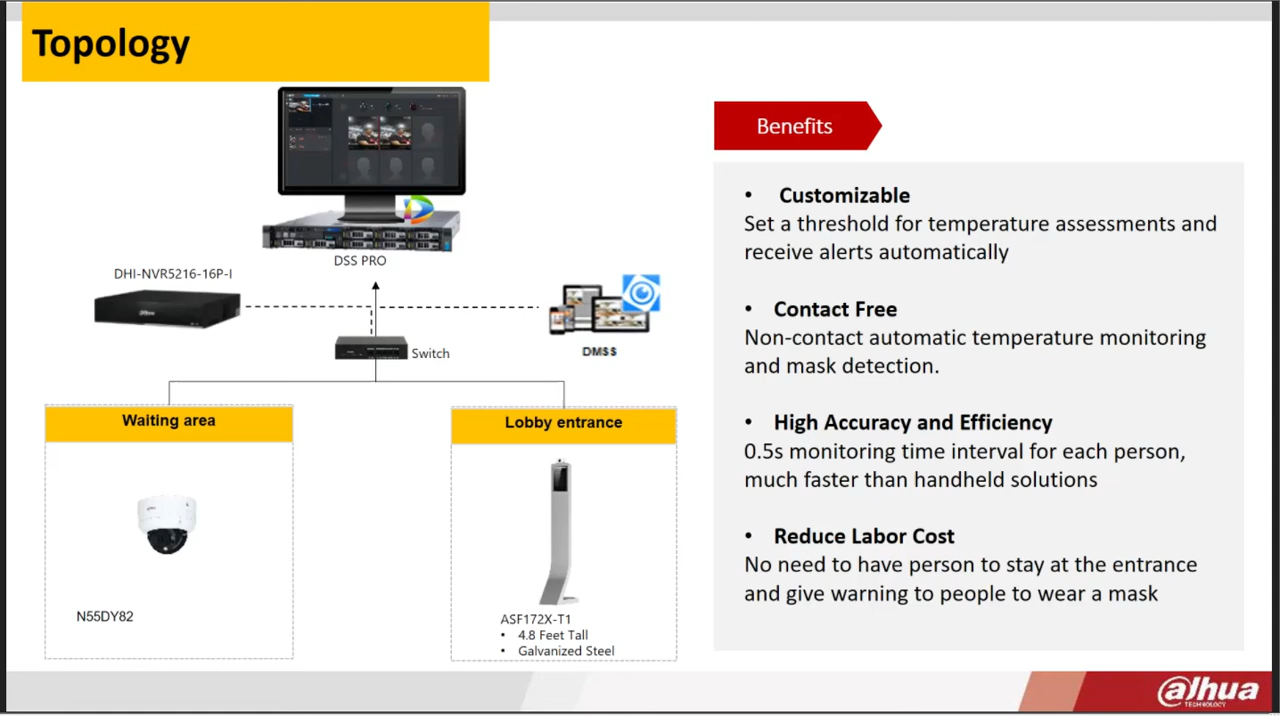 Topology
DSS PRO
DHI-NVR5216-16P-I
alhua
DMSS
Switch
Waiting area
N55DY82
Lobby entrance
ASF172X-T1
• 4.8 Feet Tall
• Galvanized Steel
Benefits
• Customizable
Set a threshold for temperature assessments and
receive alerts automatically
• Contact Free
Non-contact automatic temperature monitoring
and mask detection.
• High Accuracy and Efficiency
0.5s monitoring time interval for each person,
much faster than handheld solutions
• Reduce Labor Cost
No need to have person to stay at the entrance
and give warning to people to wear a mask
alhua
TECHNOLOGY